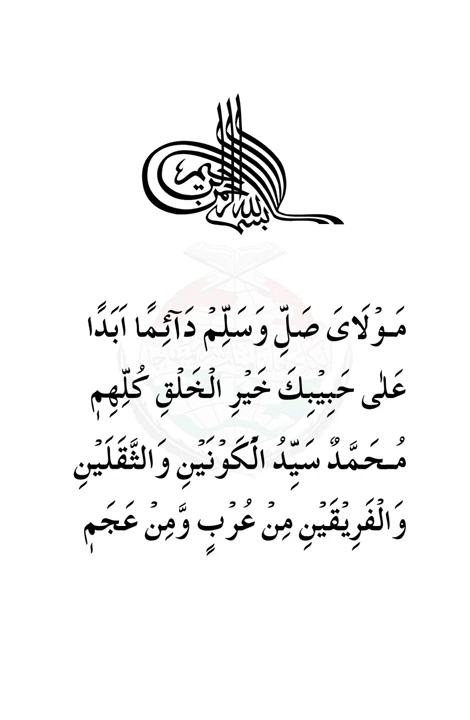 بسم الله الرحمن الرحيم
مَوْلَايَ صَلِّ وَسَلِّمْ دَآئِمًا اَبَدًا
عَلٰى حَبِيْبِكَ خَيْرِ الْخَلْقِ كُلِّهِمٖ
مُحَمَّدٌ سَيِّدُ الْكَوْنَيْنِ وَالثَّقَلَيْنِ
وَالْفَرِيْقَيْنِ مِنْ عُرْبٍ وَّمِنْ عَجَمٖ